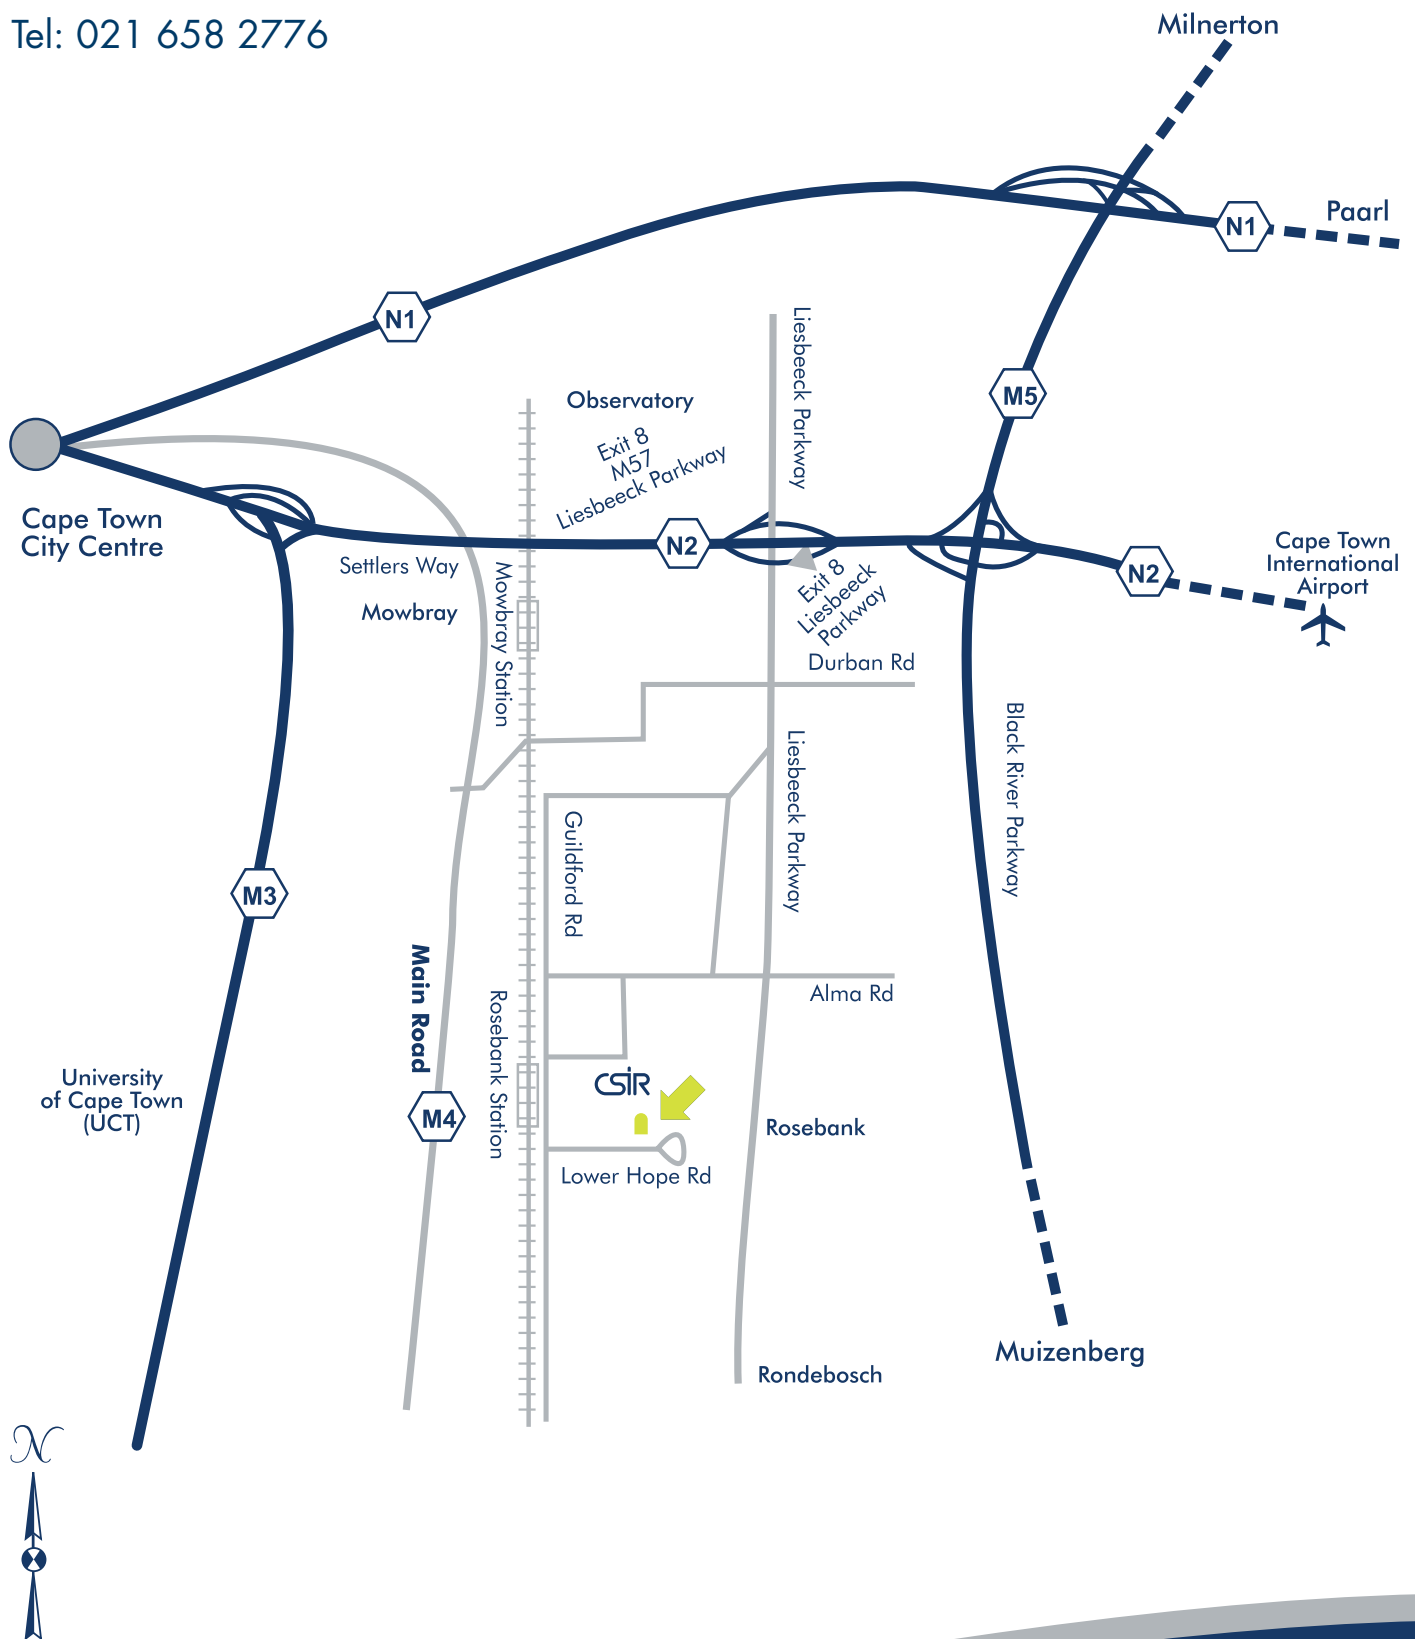 Tel: 021 658 2776
Milnerton
Paarl
N1
N1
Liesbeeck Parkway
M5
Observatory
Exit 8
M57
Liesbeeck Parkway
Cape Town
City Centre
N2
Settlers Way
Mowbray
Mowbray Station
Exit 8
Liesbeeck
Parkway
Cape Town
International
Airport
N2
Durban Rd
Black River Parkway
Liesbeeck Parkway
Guildford Rd
M3
Main Road
Rosebank Station
Alma Rd
University
of Cape Town
(UCT)
CSIR
M4
Rosebank
Lower Hope Rd
Muizenberg
Rondebosch
N